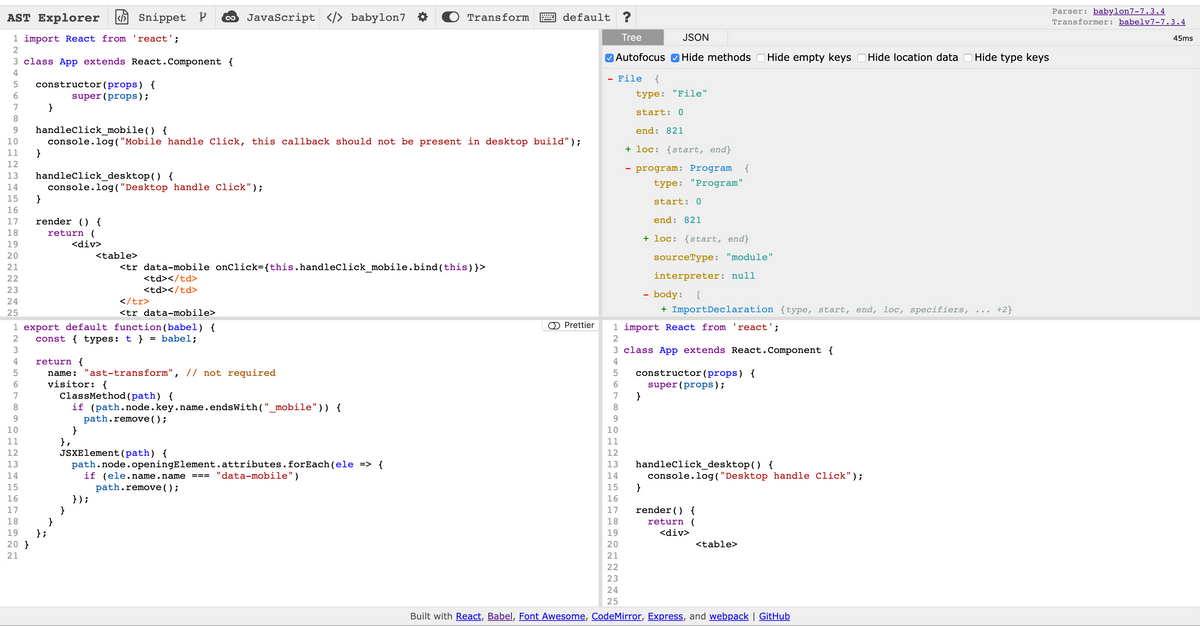 AST Explorer Snippet JavaScript </> babylon7 Transform default ?
Parser: babylon7-7.3.4
Transformer: babelv7-7.3.4
1 import React from 'react';
2
3 class App extends React.Component {
4
5 constructor(props) {
6 super(props);
7 }
8
9 handleClick_mobile() {
10 console.log("Mobile handle Click, this callback should not be present in desktop build");
11 }
12
13 handleClick_desktop() {
14 console.log("Desktop handle Click");
15 }
16
17 render () {
18 return (
19 <div>
20 <table>
21 <tr data-mobile onClick={this.handleClick_mobile.bind(this)}>
22 <td></td>
23 <td></td>
24 </tr>
25 <tr data-mobile>
Tree JSON 45ms
Autofocus Hide methods Hide empty keys Hide location data Hide type keys
- File {
type: "File"
start: 0
end: 821
+ loc: {start, end}
- program: Program {
type: "Program"
start: 0
end: 821
+ loc: {start, end}
sourceType: "module"
interpreter: null
- body: [
+ ImportDeclaration {type, start, end, loc, specifiers, ... +2}
Prettier
1 export default function(babel) {
2 const { types: t } = babel;
3
4 return {
5 name: "ast-transform", // not required
6 visitor: {
7 ClassMethod(path) {
8 if (path.node.key.name.endsWith("_mobile")) {
9 path.remove();
10 }
11 },
12 JSXElement(path) {
13 path.node.openingElement.attributes.forEach(ele => {
14 if (ele.name.name === "data-mobile")
15 path.remove();
16 });
17 }
18 }
19 };
20 }
21
1 import React from 'react';
2
3 class App extends React.Component {
4
5 constructor(props) {
6 super(props);
7 }
8
9
10
11
12
13 handleClick_desktop() {
14 console.log("Desktop handle Click");
15 }
16
17 render() {
18 return (
19 <div>
20 <table>
21
22
23
24
25
Built with React, Babel, Font Awesome, CodeMirror, Express, and webpack | GitHub